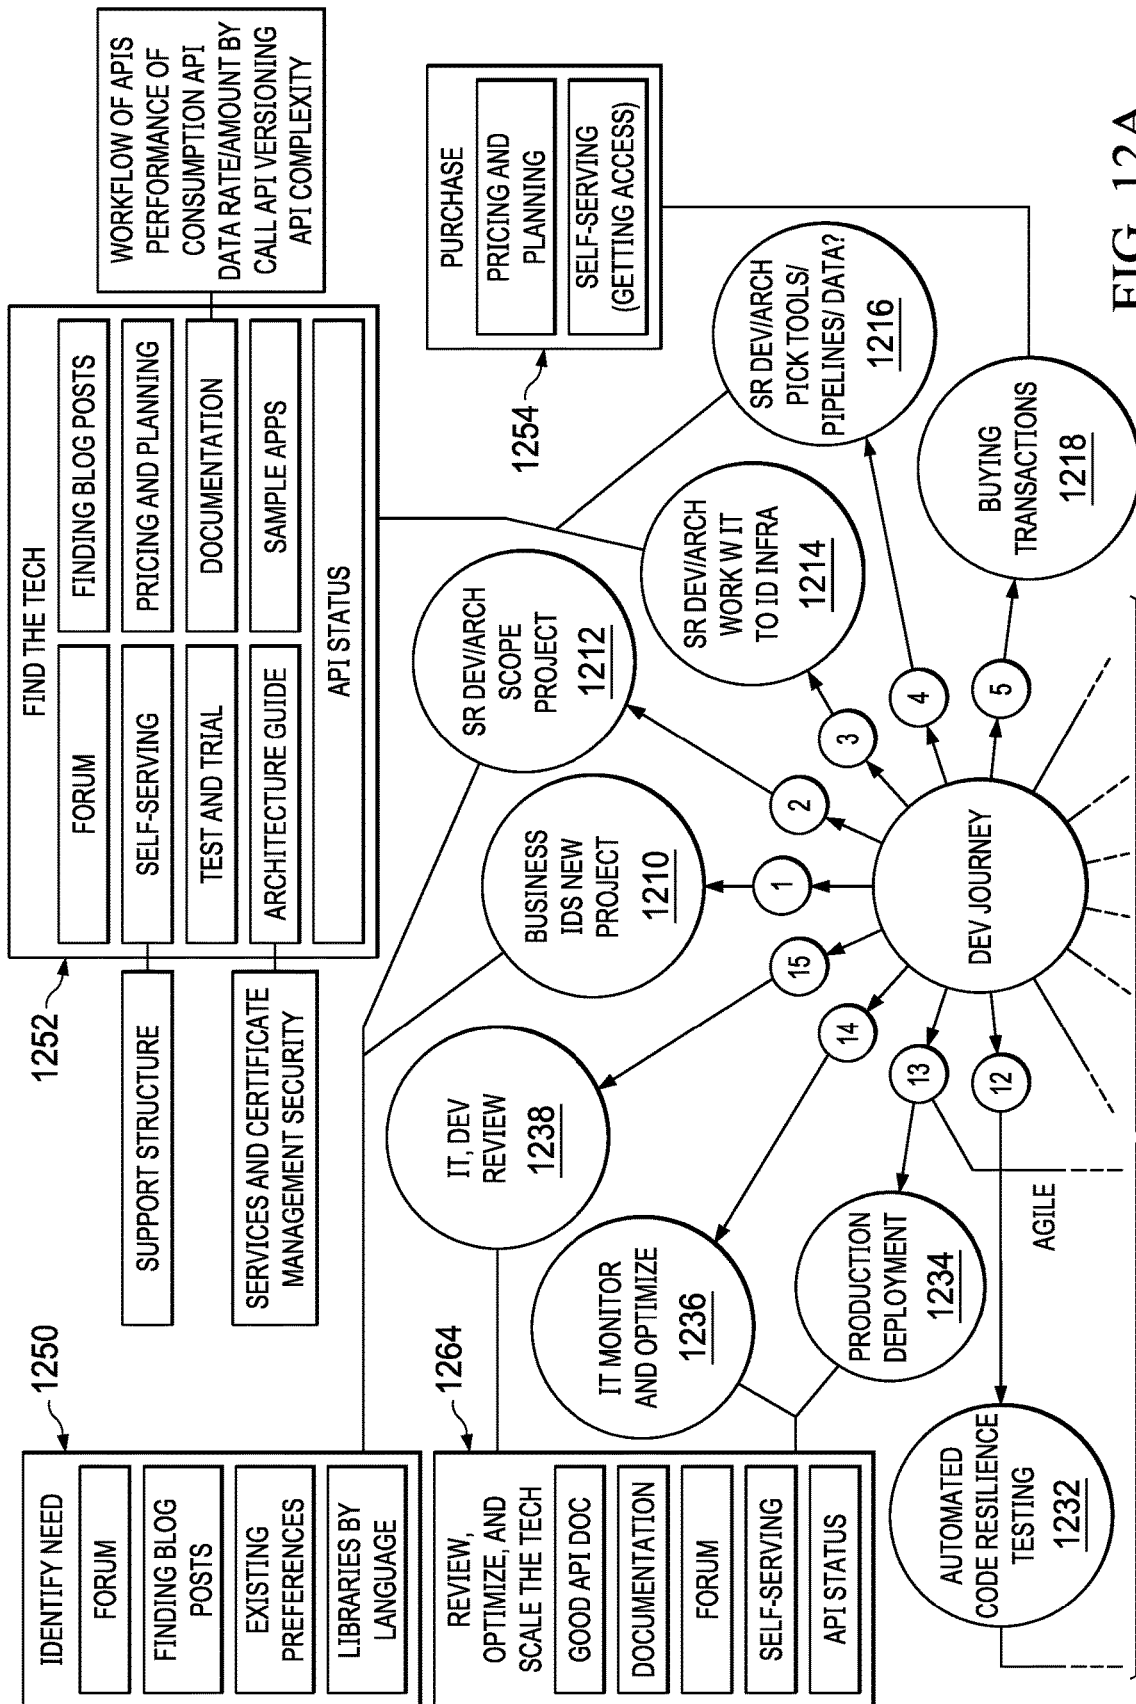 IDENTIFY NEED
FORUM
FINDING BLOG
POSTS
EXISTING
PREFERENCES
LIBRARIES BY
LANGUAGE
1250
SUPPORT STRUCTURE
SERVICES AND CERTIFICATE
MANAGEMENT SECURITY
1252
FIND THE TECH
FORUM
FINDING BLOG POSTS
SELF-SERVING
PRICING AND PLANNING
TEST AND TRIAL
DOCUMENTATION
ARCHITECTURE GUIDE
SAMPLE APPS
API STATUS
WORKFLOW OF APIS
PERFORMANCE OF
CONSUMPTION API
DATA RATE/AMOUNT BY
CALL API VERSIONING
API COMPLEXITY
REVIEW,
OPTIMIZE, AND
SCALE THE TECH
GOOD API DOC
DOCUMENTATION
FORUM
SELF-SERVING
API STATUS
1264
PURCHASE
PRICING AND
PLANNING
SELF-SERVING
(GETTING ACCESS)
1254
IT, DEV
REVIEW
1238
BUSINESS
IDS NEW
PROJECT
1210
SR DEV/ARCH
SCOPE
PROJECT
1212
IT MONITOR
AND OPTIMIZE
1236
SR DEV/ARCH
WORK W IT
TO ID INFRA
1214
SR DEV/ARCH
PICK TOOLS/
PIPELINES/ DATA?
1216
PRODUCTION
DEPLOYMENT
1234
AUTOMATED
CODE RESILIENCE
TESTING
1232
BUYING
TRANSACTIONS
1218
AGILE
12
13
14
15
1
2
3
4
5
DEV JOURNEY
FIG. 12A